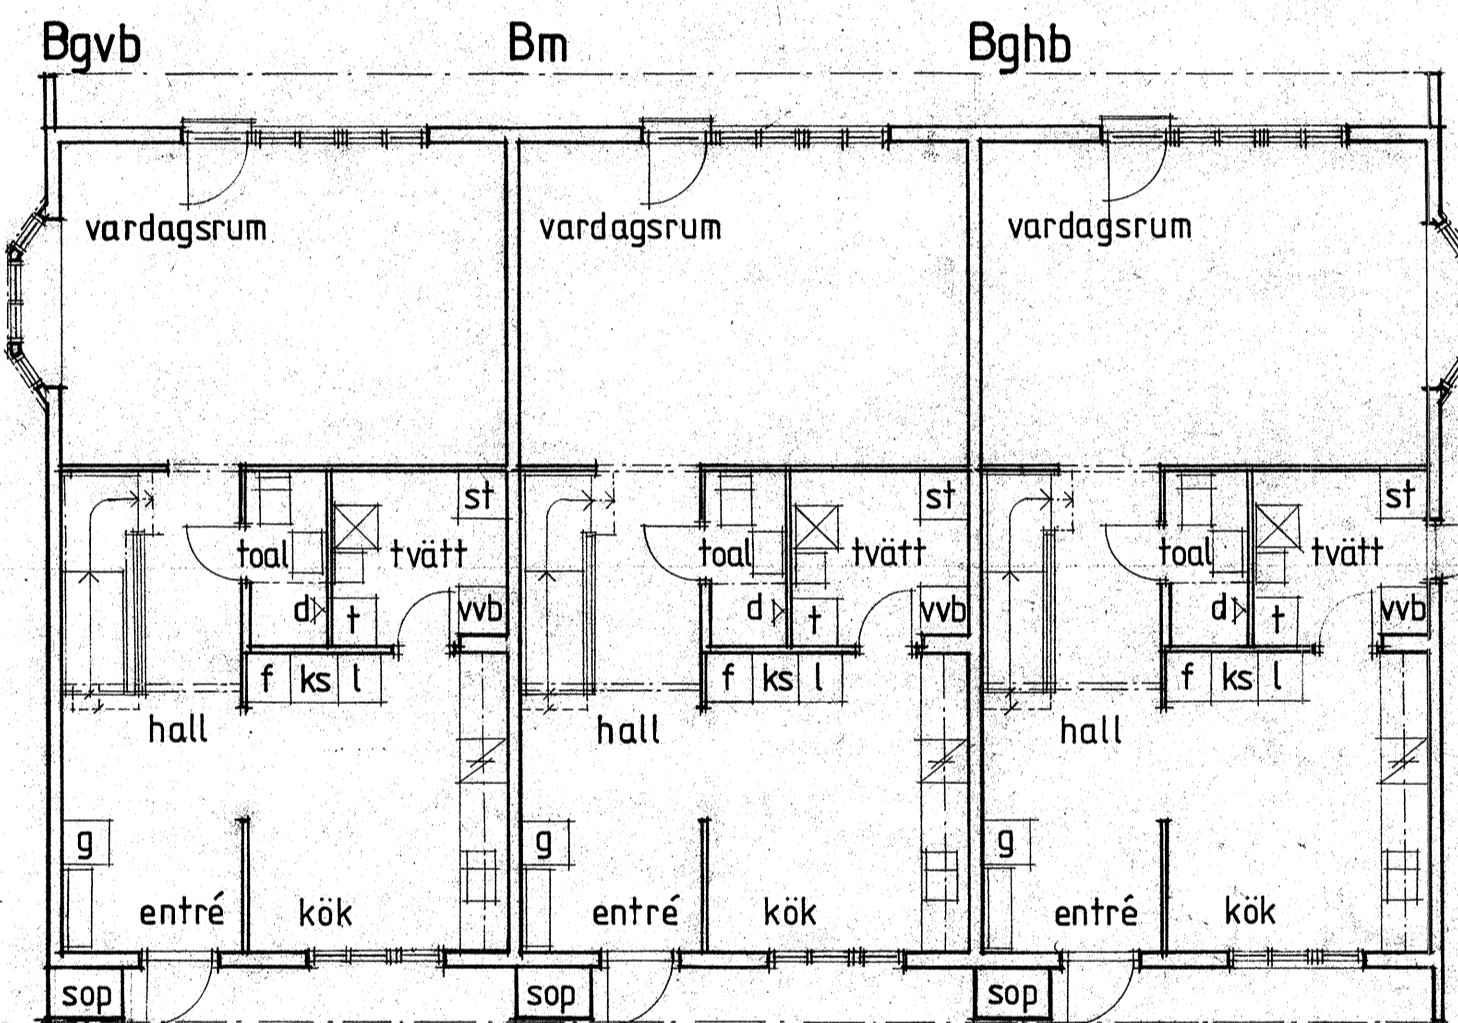 Bgvb Bm Bghb
vardagsrum vardagsrum vardagsrum
st st st
toal tvätt toal tvätt toal tvätt
d t vvb d t vvb d t vvb
f ks l f ks l f ks l
hall hall hall
g g g
entré kök entré kök entré kök
sop sop sop